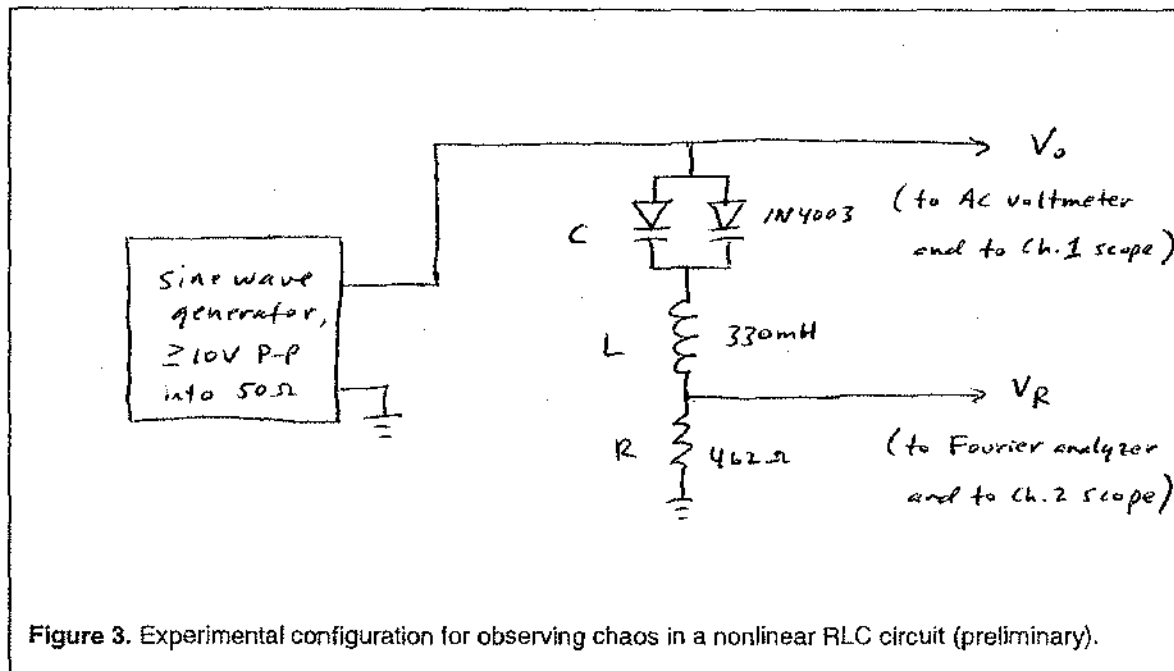 sine wave
generator,
≥10V P-P
into 50Ω
V₀
(to AC voltmeter
and to Ch.1 scope)
C
1N4003
L
330mH
V_R
(to Fourier analyzer
and to Ch.2 scope)
R
462Ω
Figure 3. Experimental configuration for observing chaos in a nonlinear RLC circuit (preliminary).